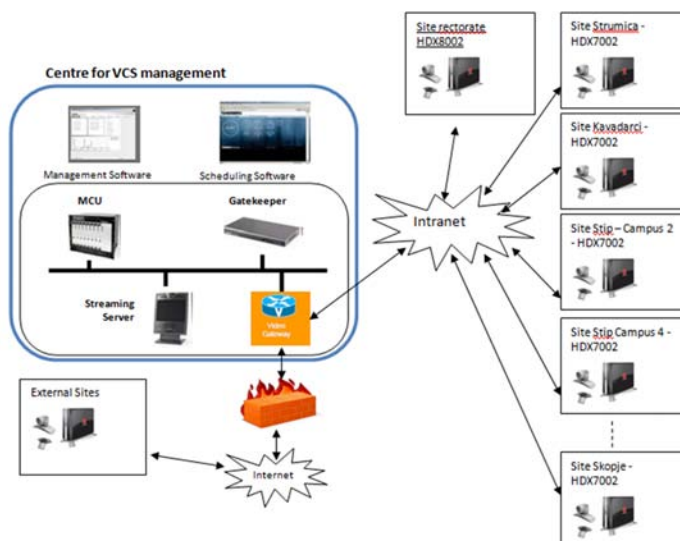 Centre for VCS management
Management Software
Scheduling Software
MCU
Gatekeeper
Streaming
Server
Video
Gateway
External Sites
Internet
Intranet
Site rectorate
HDX8002
Site Strumica -
HDX7002
Site Kavadarci -
HDX7002
Site Stip – Campus 2
- HDX7002
Site Stip Campus 4 -
HDX7002
Site Skopje -
HDX7002